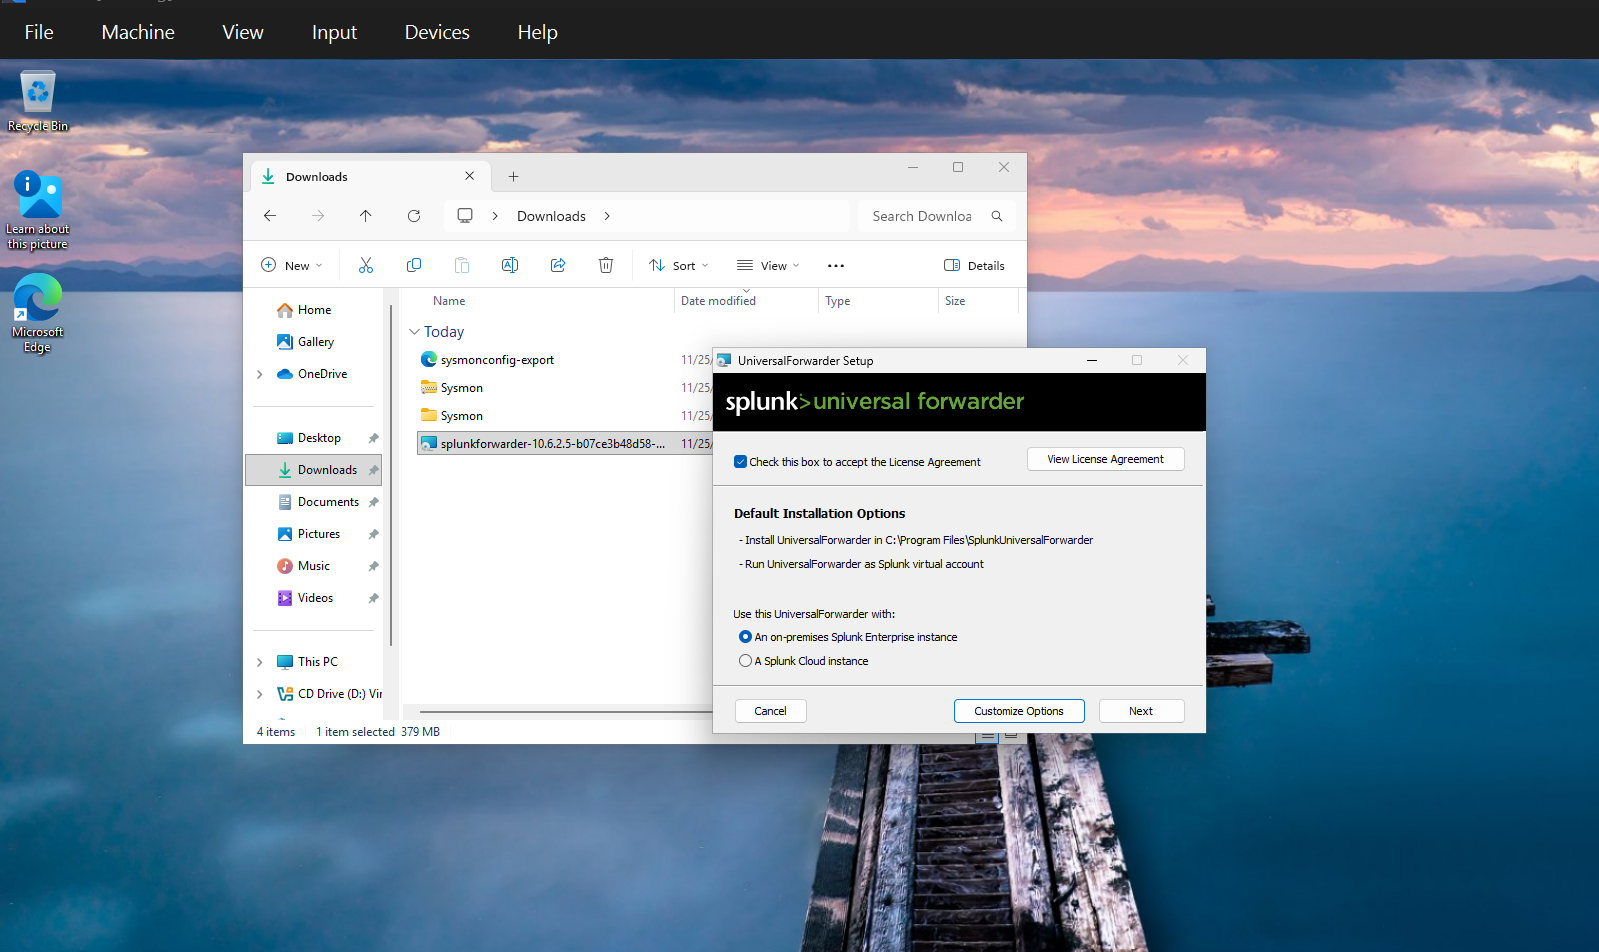 File Machine View Input Devices Help
Recycle Bin
Learn about
this picture
Microsoft
Edge
Downloads
Downloads
Search Downloa
New
Sort
View
Details
Name Date modified Type Size
Today
sysmonconfig-export 11/25/
Sysmon 11/25/
Sysmon 11/25/
splunkforwarder-10.6.2.5-b07ce3b48d58-... 11/25/
Home
Gallery
OneDrive
Desktop
Downloads
Documents
Pictures
Music
Videos
This PC
CD Drive (D:) Vir
4 items 1 item selected 379 MB
UniversalForwarder Setup
splunk>universal forwarder
Check this box to accept the License Agreement
View License Agreement
Default Installation Options
- Install UniversalForwarder in C:\Program Files\SplunkUniversalForwarder
- Run UniversalForwarder as Splunk virtual account
Use this UniversalForwarder with:
An on-premises Splunk Enterprise instance
A Splunk Cloud instance
Cancel
Customize Options
Next